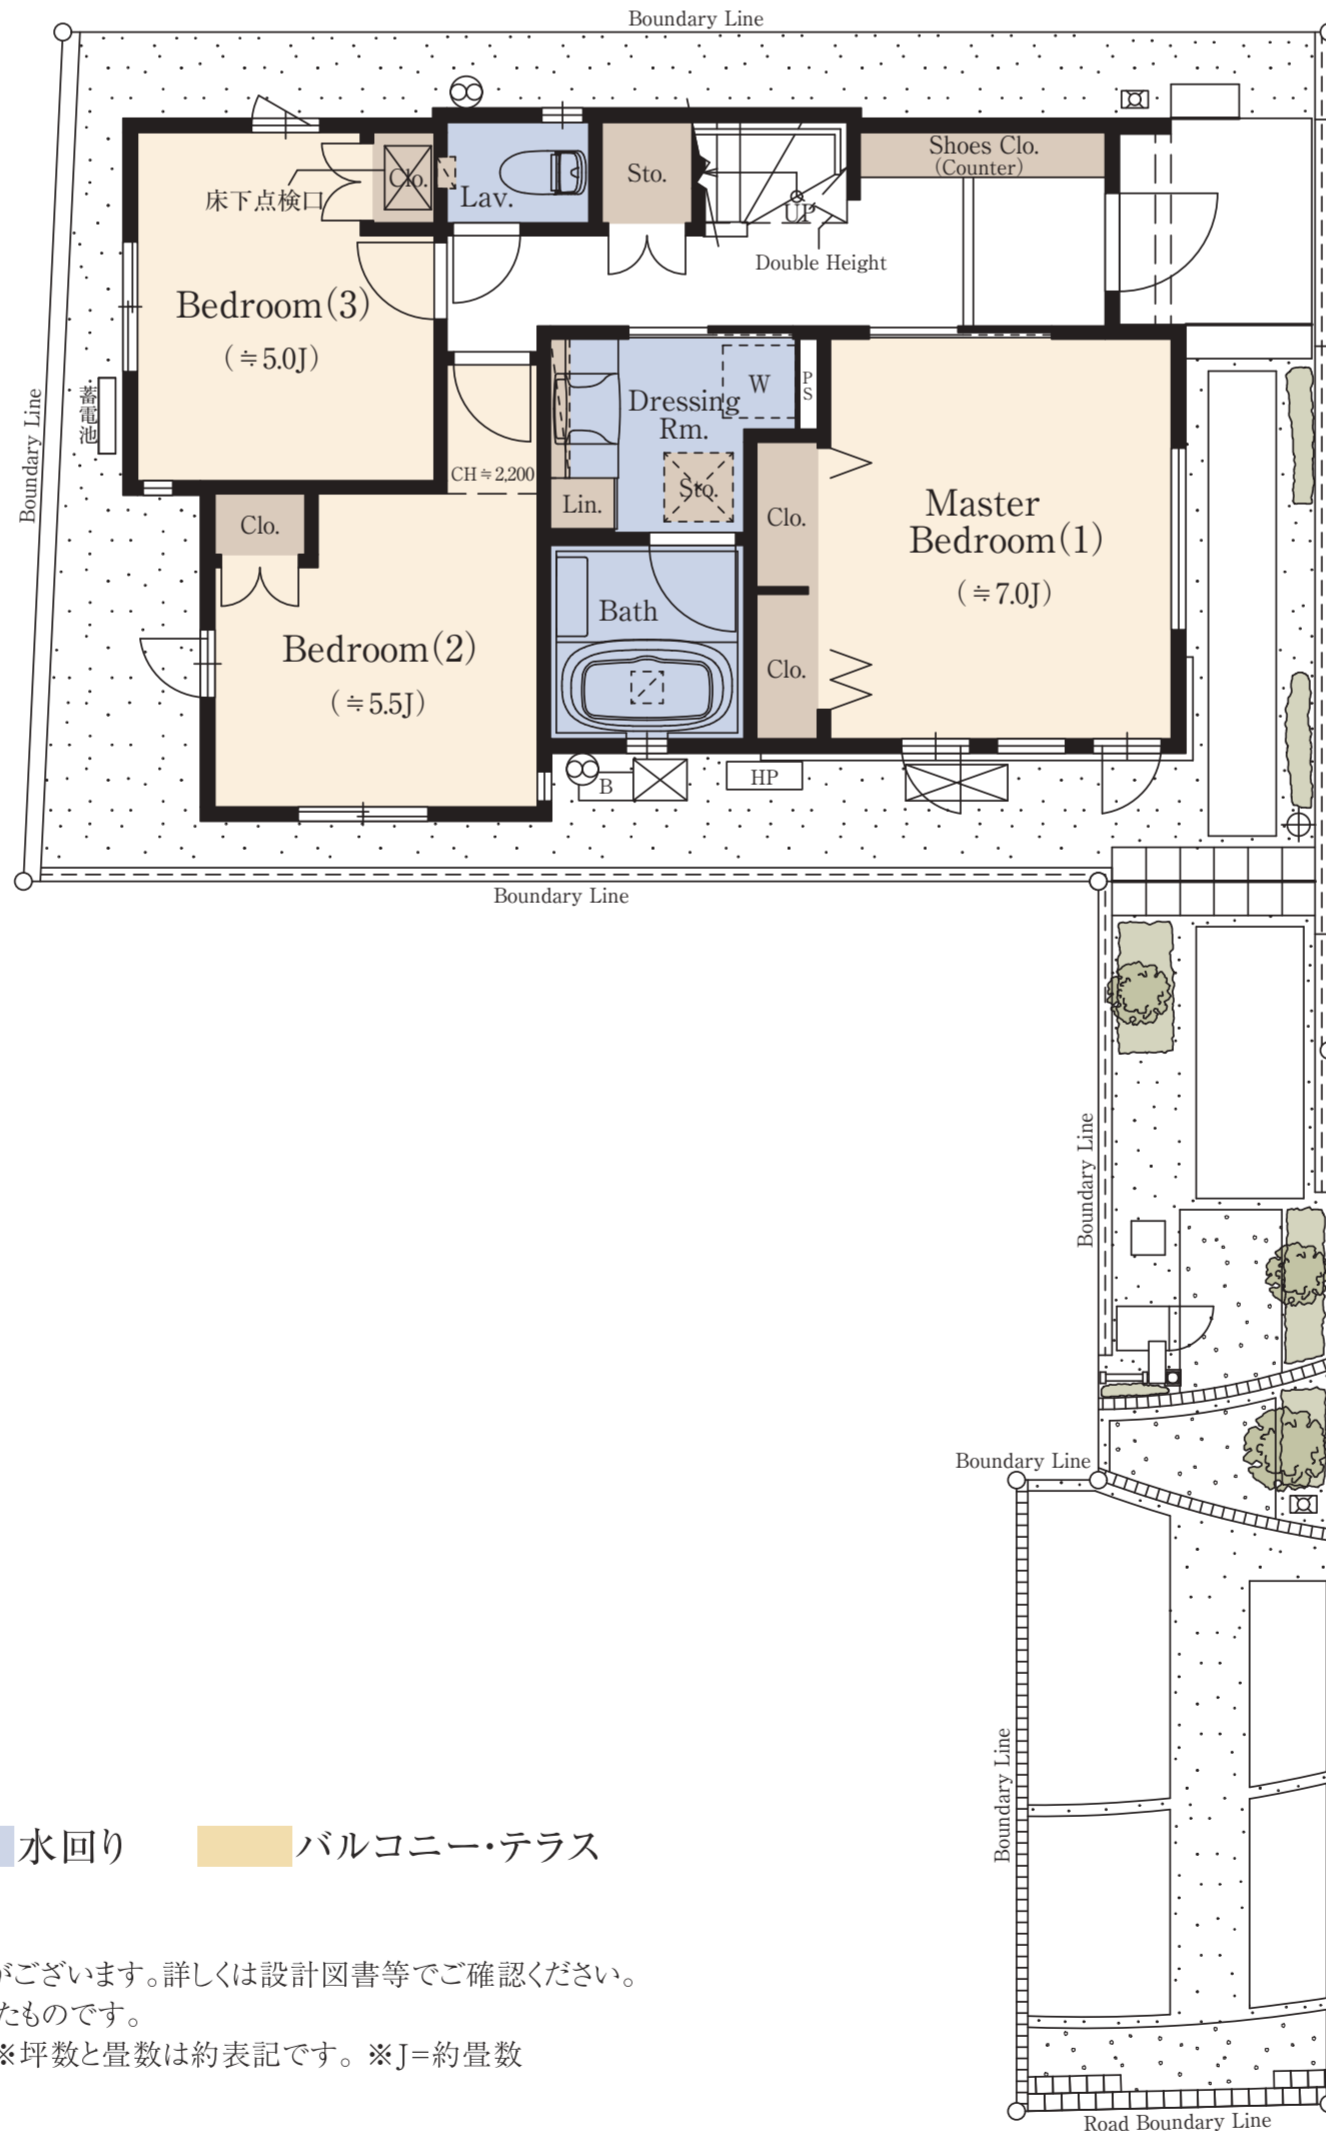 Boundary Line
Shoes Clo.
(Counter)
Clo.
床下点検口
Lav.
Sto.
UP
Double Height
Bedroom(3)
(≒5.0J)
蓄電池
Boundary Line
CH≒2,200
Dressing
Rm.
W
PS
Lin.
Sto.
Clo.
Clo.
Master
Bedroom(1)
(≒7.0J)
Clo.
Bedroom(2)
(≒5.5J)
Bath
B
HP
Boundary Line
Boundary Line
Boundary Line
Boundary Line
水回り
バルコニー・テラス
がございます。詳しくは設計図書等でご確認ください。
たものです。
※坪数と畳数は約表記です。※J=約畳数
Road Boundary Line